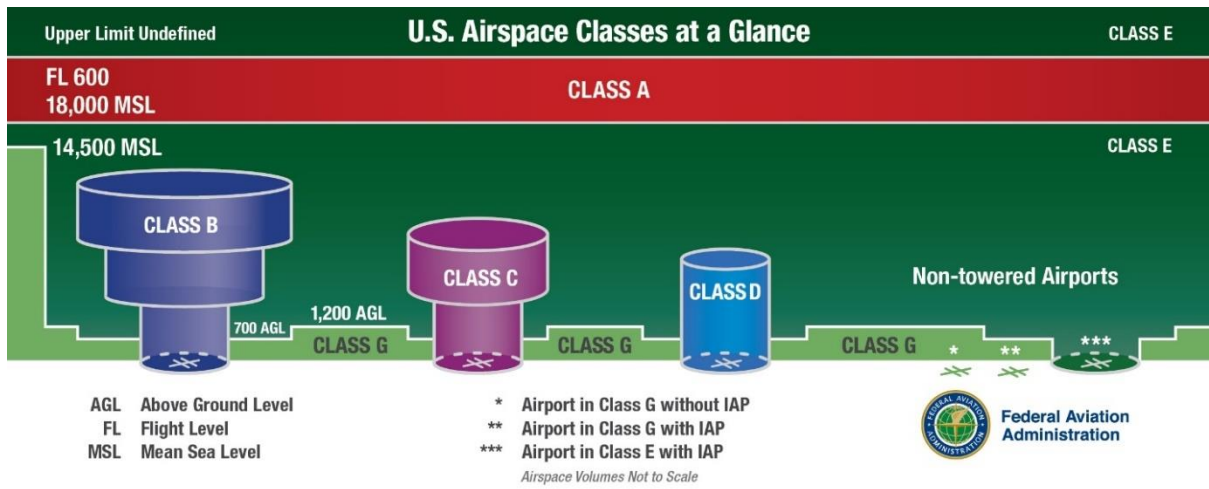 Upper Limit Undefined
U.S. Airspace Classes at a Glance
CLASS E
FL 600
18,000 MSL
CLASS A
14,500 MSL
CLASS E
CLASS B
CLASS C
CLASS D
Non-towered Airports
700 AGL
1,200 AGL
CLASS G
CLASS G
CLASS G
*
**
***
AGL Above Ground Level
FL Flight Level
MSL Mean Sea Level
* Airport in Class G without IAP
** Airport in Class G with IAP
*** Airport in Class E with IAP
Airspace Volumes Not to Scale
FEDERAL AVIATION
ADMINISTRATION
Federal Aviation
Administration